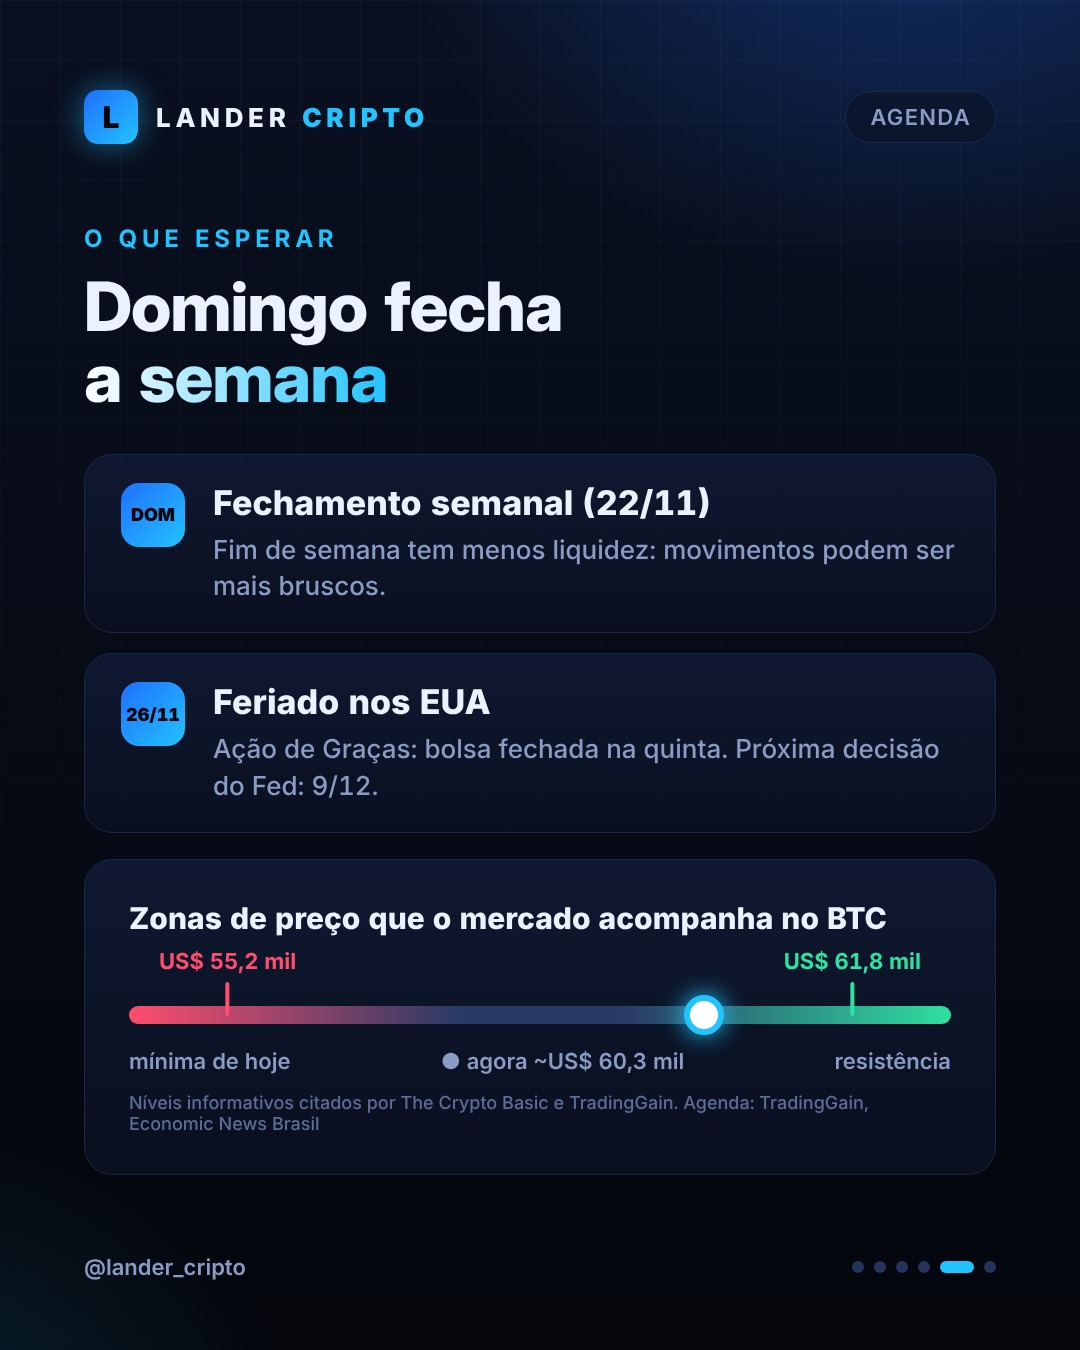 L LANDER CRIPTO
AGENDA
O QUE ESPERAR
Domingo fecha
a semana
DOM
Fechamento semanal (22/11)
Fim de semana tem menos liquidez: movimentos podem ser
mais bruscos.
26/11
Feriado nos EUA
Ação de Graças: bolsa fechada na quinta. Próxima decisão
do Fed: 9/12.
Zonas de preço que o mercado acompanha no BTC
US$ 55,2 mil
US$ 61,8 mil
mínima de hoje
agora ~US$ 60,3 mil
resistência
Níveis informativos citados por The Crypto Basic e TradingGain. Agenda: TradingGain,
Economic News Brasil
@lander_cripto